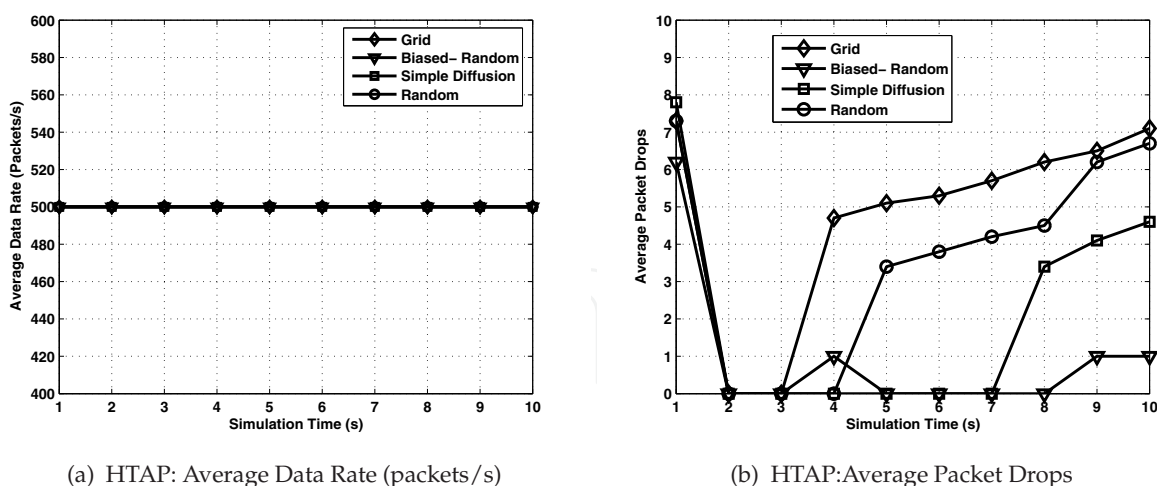 600
580
560
540
520
500
480
460
440
420
400
Average Data Rate (Packets/s)
1 2 3 4 5 6 7 8 9 10
Simulation Time (s)
Grid
Biased– Random
Simple Diffusion
Random
(a) HTAP: Average Data Rate (packets/s)
10
9
8
7
6
5
4
3
2
1
0
Average Packet Drops
1 2 3 4 5 6 7 8 9 10
Simulation Time (s)
Grid
Biased– Random
Simple Diffusion
Random
(b) HTAP:Average Packet Drops